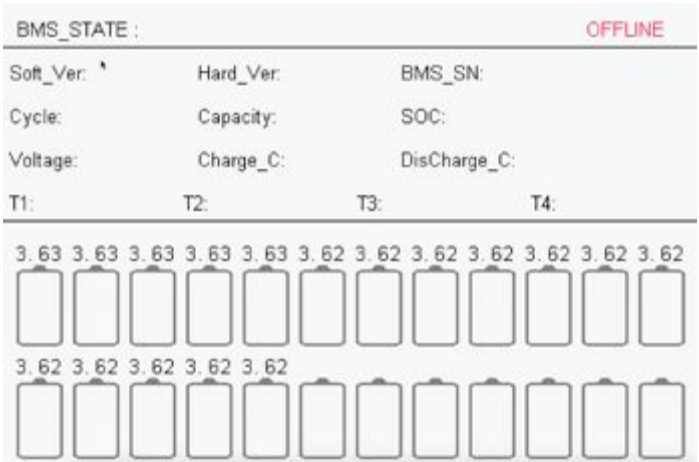 BMS_STATE : OFFLINE
Soft_Ver: Hard_Ver: BMS_SN:
Cycle: Capacity: SOC:
Voltage: Charge_C: DisCharge_C:
T1: T2: T3: T4:
3.63 3.63 3.63 3.63 3.63 3.62 3.62 3.62 3.62 3.62 3.62 3.62
3.62 3.62 3.62 3.62 3.62